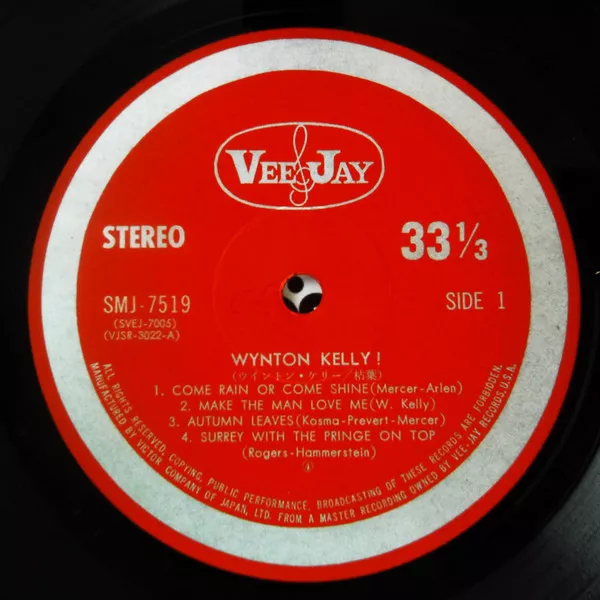 VEE JAY
STEREO
33 1/3
SMJ-7519
(SVEJ-7005)
(VJSR-3022-A)
SIDE 1
WYNTON KELLY!
(ウイントン・ケリー/枯葉)
1. COME RAIN OR COME SHINE (Mercer-Arlen)
2. MAKE THE MAN LOVE ME (W. Kelly)
3. AUTUMN LEAVES (Kosma-Prevert-Mercer)
4. SURREY WITH THE PRINGE ON TOP
(Rogers-Hammerstein)
ALL RIGHTS RESERVED, COPYING, PUBLIC PERFORMANCE, BROADCASTING OF THESE RECORDS ARE FORBIDDEN.
MANUFACTURED BY VICTOR COMPANY OF JAPAN, LTD. FROM A MASTER RECORDING OWNED BY VEE-JAY RECORDS, U.S.A.